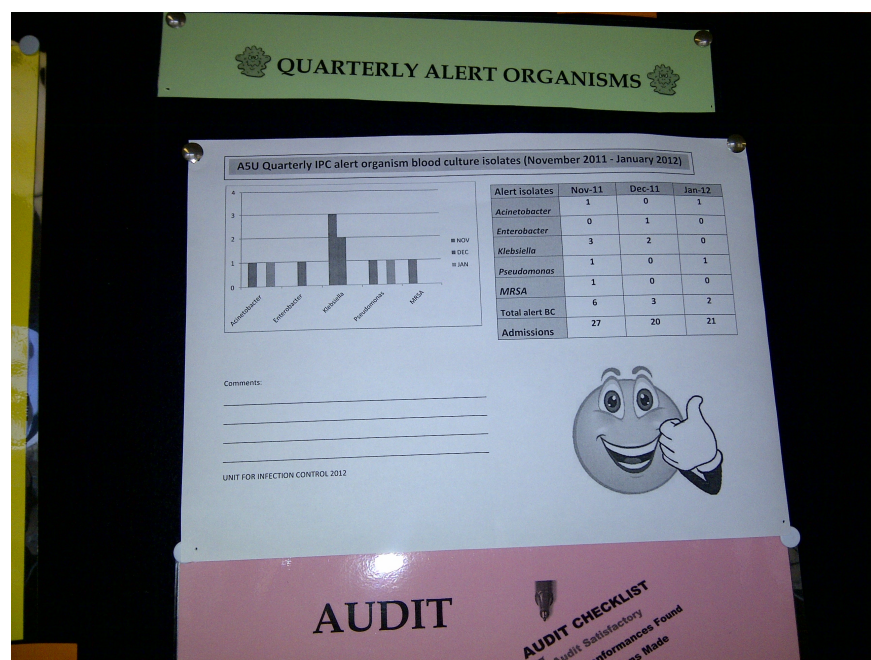 QUARTERLY ALERT ORGANISMS
A5U Quarterly IPC alert organism blood culture isolates (November 2011 - January 2012)
4
3
2
1
0
Acinetobacter
Enterobacter
Klebsiella
Pseudomonas
MRSA
NOV
DEC
JAN
Alert isolates Nov-11 Dec-11 Jan-12
Acinetobacter 1 0 1
Enterobacter 0 1 0
Klebsiella 3 2 0
Pseudomonas 1 0 1
MRSA 1 0 0
Total alert BC 6 3 2
Admissions 27 20 21
Comments:
UNIT FOR INFECTION CONTROL 2012
AUDIT
AUDIT CHECKLIST
Audit Satisfactory
Found
Made